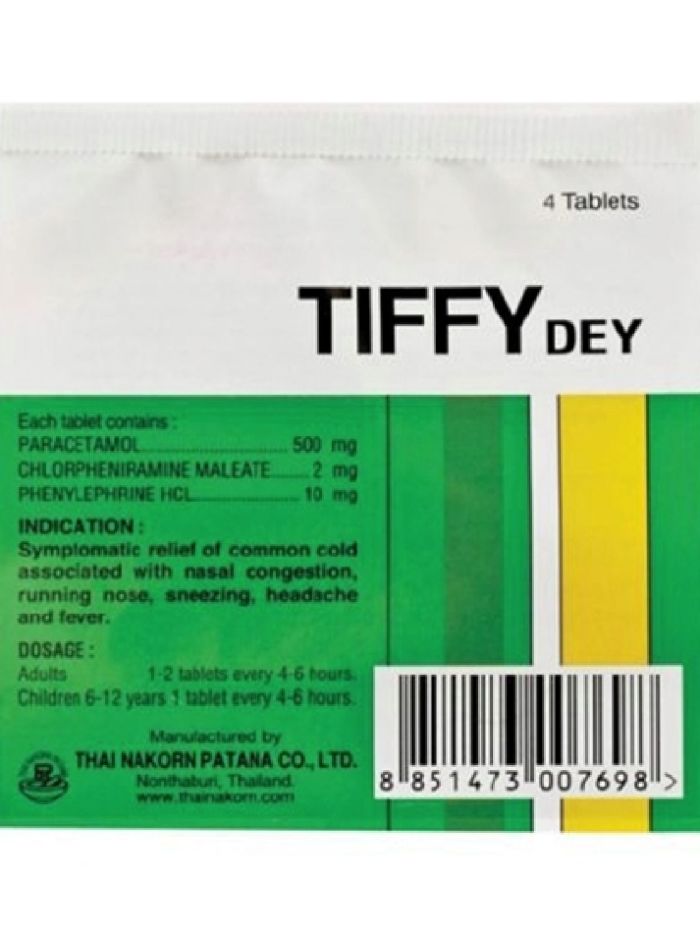 4 Tablets
TIFFY DEY
Each tablet contains :
PARACETAMOL................................ 500 mg
CHLORPHENIRAMINE MALEATE........ 2 mg
PHENYLEPHRINE HCL........................ 10 mg
INDICATION :
Symptomatic relief of common cold
associated with nasal congestion,
running nose, sneezing, headache
and fever.
DOSAGE :
Adults 1-2 tablets every 4-6 hours.
Children 6-12 years 1 tablet every 4-6 hours.
Manufactured by
THAI NAKORN PATANA CO., LTD.
Nonthaburi, Thailand.
www.thainakorn.com
8 851473 007698 >